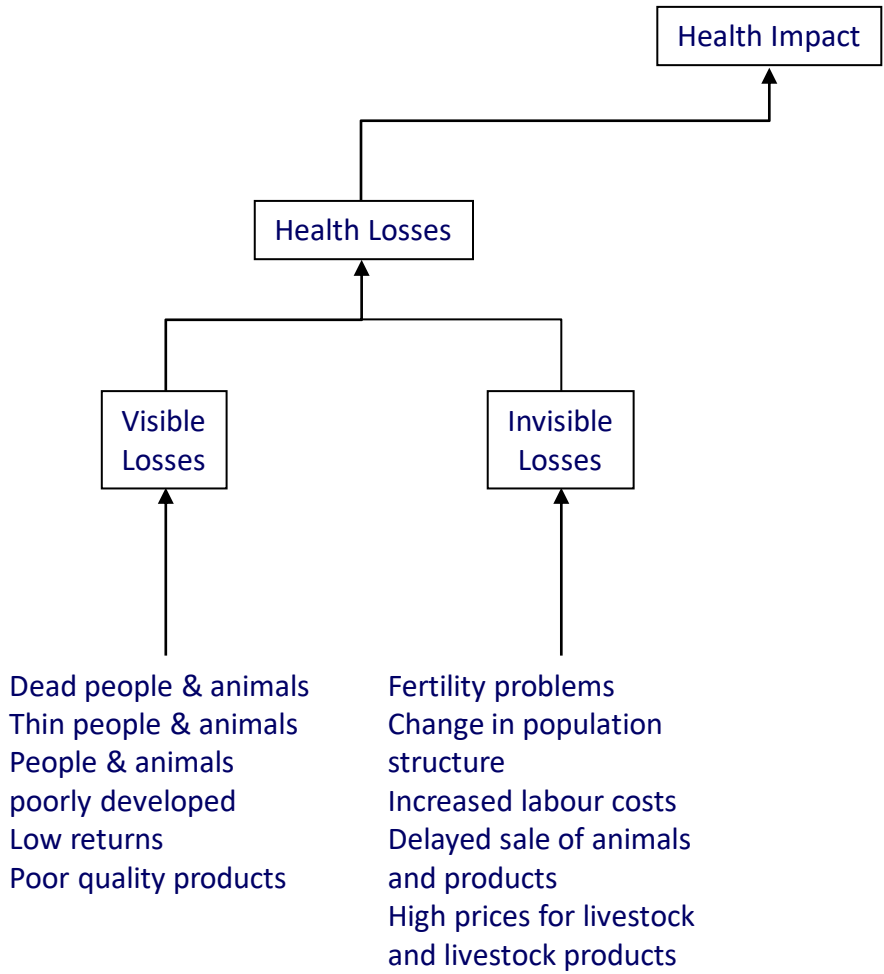 Health Impact
Health Losses
Visible
Losses
Invisible
Losses
Dead people & animals
Thin people & animals
People & animals
poorly developed
Low returns
Poor quality products
Fertility problems
Change in population
structure
Increased labour costs
Delayed sale of animals
and products
High prices for livestock
and livestock products